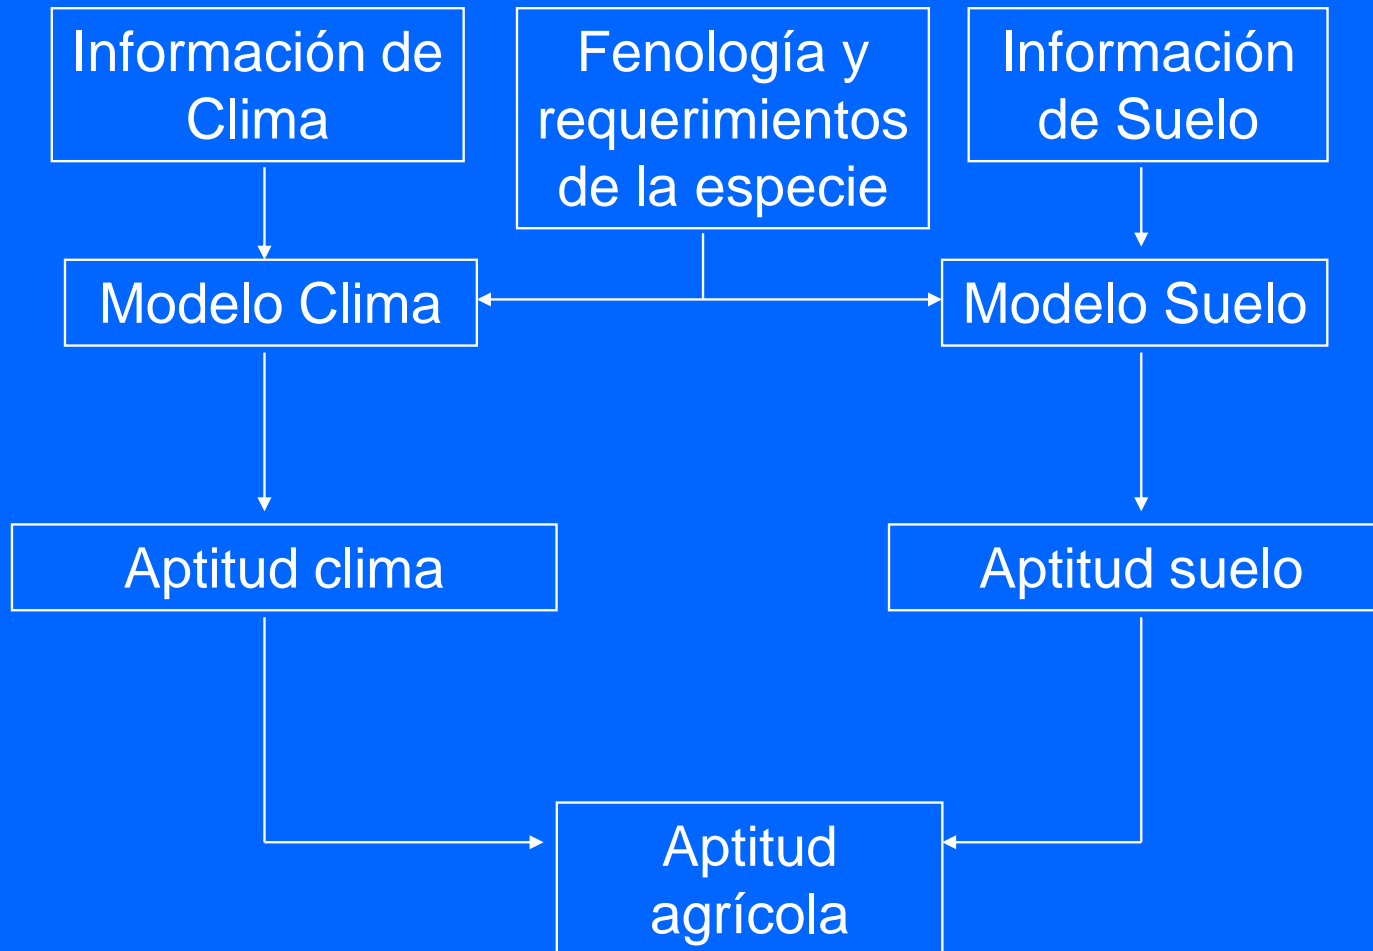 Información de
Clima
Fenología y
requerimientos
de la especie
Información
de Suelo
Modelo Clima
Modelo Suelo
Aptitud clima
Aptitud suelo
Aptitud
agrícola